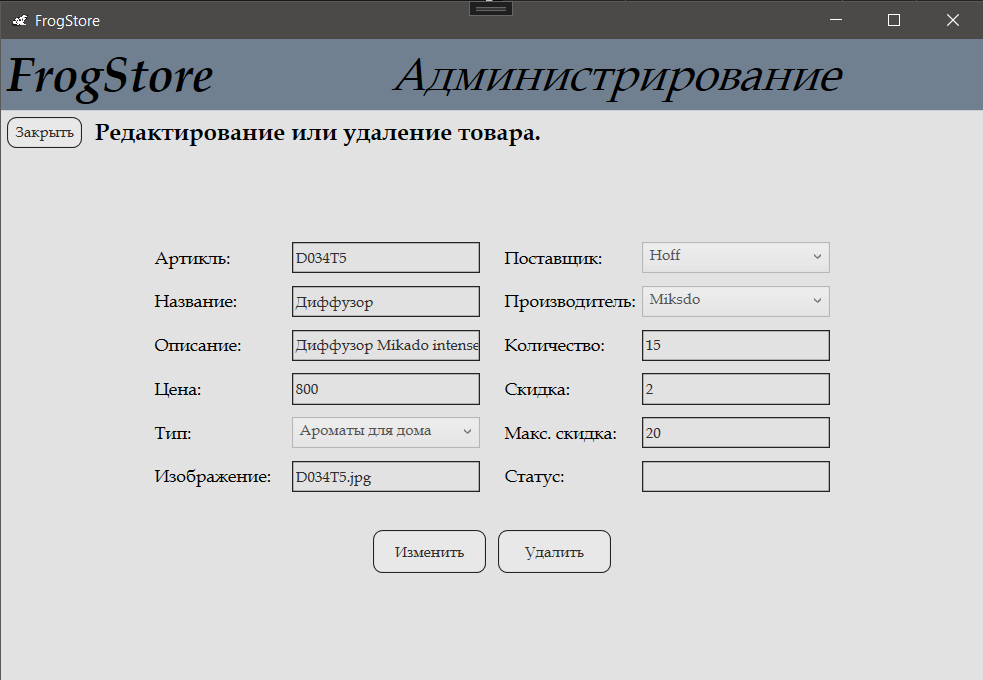 FrogStore
FrogStore Администрирование
Закрыть Редактирование или удаление товара.
Артикль: D034T5 Поставщик: Hoff
Название: Диффузор Производитель: Miksdo
Описание: Диффузор Mikado intense Количество: 15
Цена: 800 Скидка: 2
Тип: Ароматы для дома Макс. скидка: 20
Изображение: D034T5.jpg Статус:
Изменить Удалить